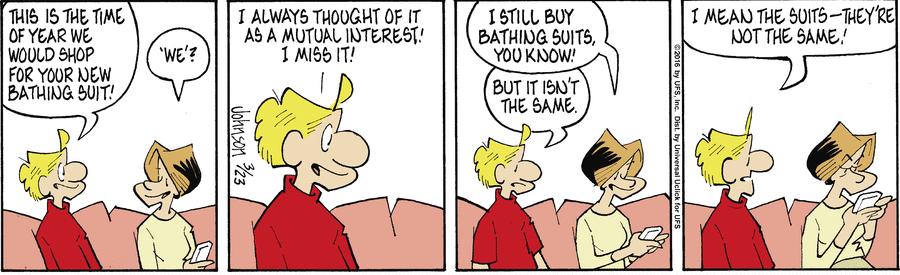 THIS IS THE TIME
OF YEAR WE
WOULD SHOP
FOR YOUR NEW
BATHING SUIT!
'WE'?
I ALWAYS THOUGHT OF IT
AS A MUTUAL INTEREST!
I MISS IT!
Johnson 3/23
I STILL BUY
BATHING SUITS,
YOU KNOW!
BUT IT ISN'T
THE SAME.
©2016 by UFS, Inc. Dist. by Universal Uclick for UFS
I MEAN THE SUITS—THEY'RE
NOT THE SAME!